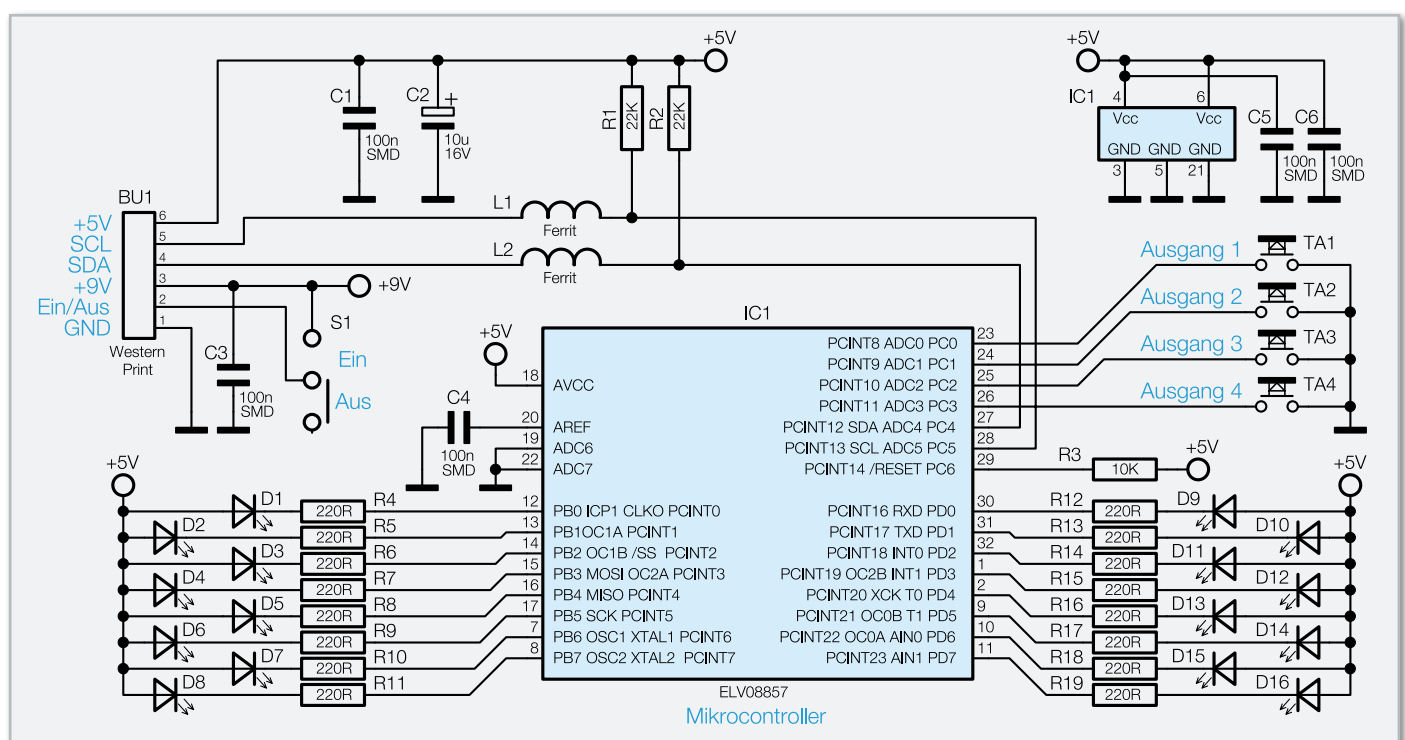 +5V
+5V
C1
100n
SMD
C2
+
10u
16V
R1
22K
R2
22K
IC1
4
6
Vcc
Vcc
GND GND GND
3
5
21
C5
100n
SMD
C6
100n
SMD
BU1
+5V
6
SCL
5
SDA
4
+9V
3
Ein/Aus
2
GND
1
Western
Print
L1
Ferrit
L2
Ferrit
+9V
S1
Ein
Aus
C3
100n
SMD
Ausgang 1
TA1
Ausgang 2
TA2
Ausgang 3
TA3
Ausgang 4
TA4
IC1
+5V
18
AVCC
C4
100n
SMD
20
AREF
19
ADC6
22
ADC7
PCINT8 ADC0 PC0
23
PCINT9 ADC1 PC1
24
PCINT10 ADC2 PC2
25
PCINT11 ADC3 PC3
26
PCINT12 SDA ADC4 PC4
27
PCINT13 SCL ADC5 PC5
28
PCINT14 /RESET PC6
29
R3
10K
+5V
+5V
+5V
D1
220R
R4
12
PB0 ICP1 CLKO PCINT0
D2
220R
R5
13
PB1OC1A PCINT1
D3
220R
R6
14
PB2 OC1B /SS PCINT2
D4
220R
R7
15
PB3 MOSI OC2A PCINT3
D5
220R
R8
16
PB4 MISO PCINT4
D6
220R
R9
17
PB5 SCK PCINT5
D7
220R
R10
7
PB6 OSC1 XTAL1 PCINT6
D8
220R
R11
8
PB7 OSC2 XTAL2 PCINT7
PCINT16 RXD PD0
30
R12
220R
D9
PCINT17 TXD PD1
31
R13
220R
D10
PCINT18 INT0 PD2
32
R14
220R
D11
PCINT19 OC2B INT1 PD3
1
R15
220R
D12
PCINT20 XCK T0 PD4
2
R16
220R
D13
PCINT21 OC0B T1 PD5
9
R17
220R
D14
PCINT22 OC0A AIN0 PD6
10
R18
220R
D15
PCINT23 AIN1 PD7
11
R19
220R
D16
ELV08857
Mikrocontroller